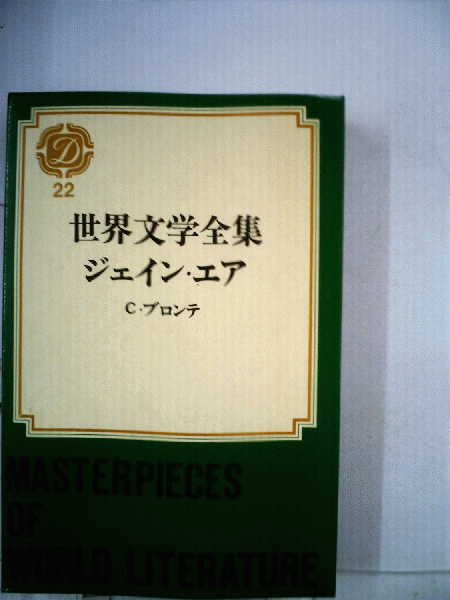 D
22
世界文学全集
ジェイン・エア
C・ブロンテ
MASTERPIECES
OF
WORLD LITERATURE